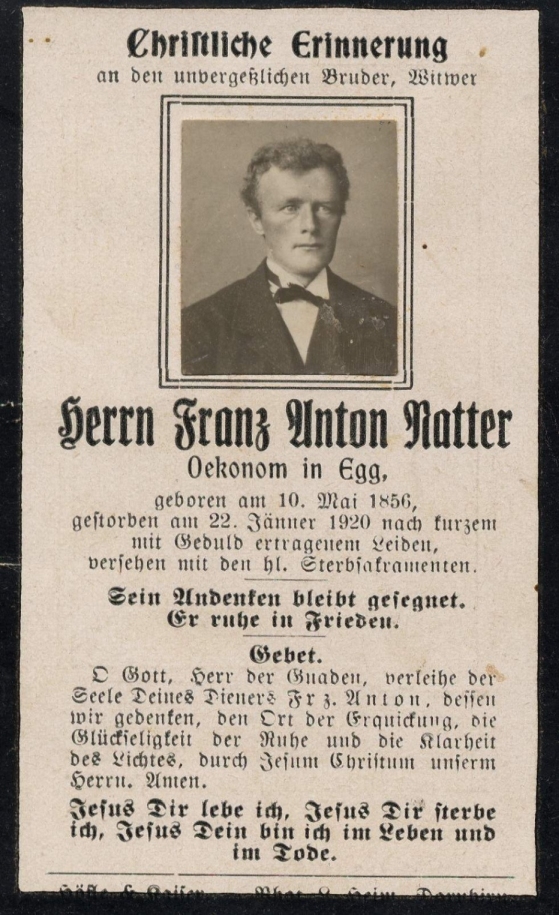 Christliche Erinnerung
an den unvergeßlichen Bruder, Witwer
Herrn Franz Anton Natter
Oekonom in Egg,
geboren am 10. Mai 1856,
gestorben am 22. Jänner 1920 nach kurzem
mit Geduld ertragenem Leiden,
versehen mit den hl. Sterbsakramenten.
Sein Andenken bleibt gesegnet.
Er ruhe in Frieden.
Gebet.
O Gott, Herr der Gnaden, verleihe der
Seele Deines Dieners Frz. Anton, dessen
wir gedenken, den Ort der Erquickung, die
Glückseligkeit der Ruhe und die Klarheit
des Lichtes, durch Jesum Christum unserm
Herrn. Amen.
Jesus Dir lebe ich, Jesus Dir sterbe
ich, Jesus Dein bin ich im Leben und
im Tode.